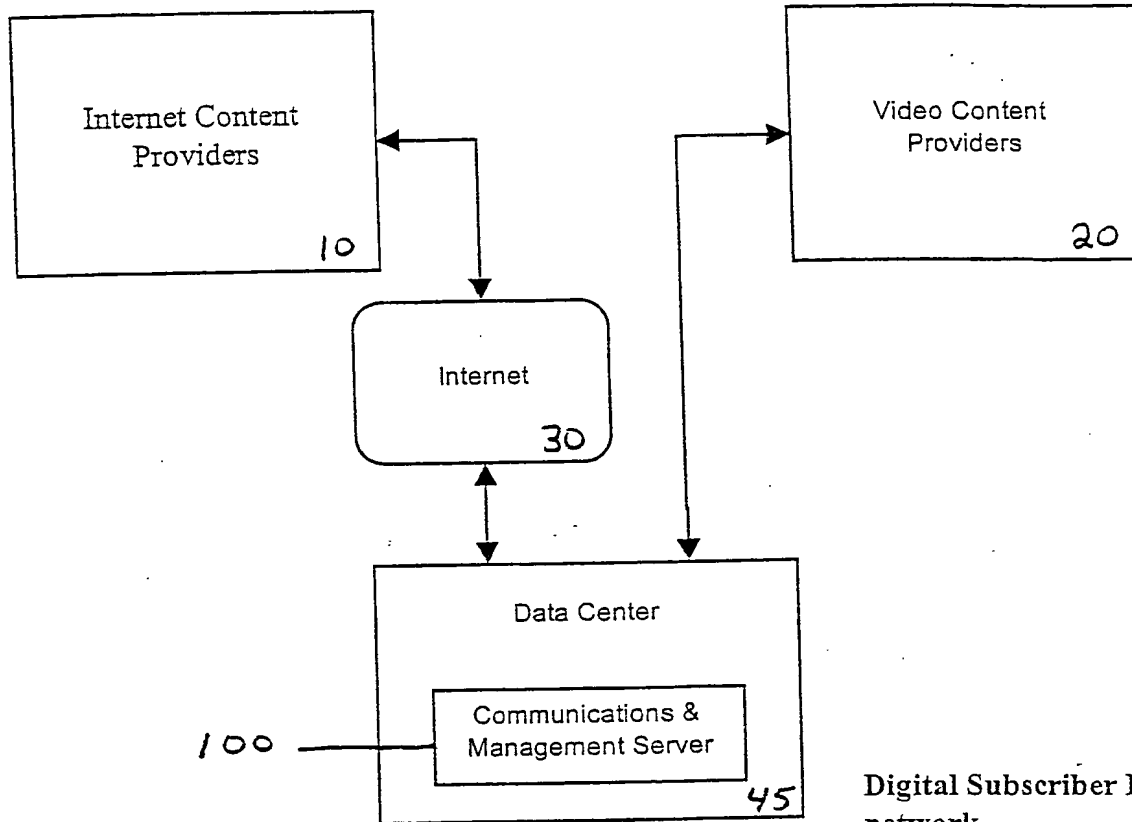 Internet Content
Providers
10
Video Content
Providers
20
Internet
30
Data Center
Communications &
Management Server
100
45
Digital Subscriber
network